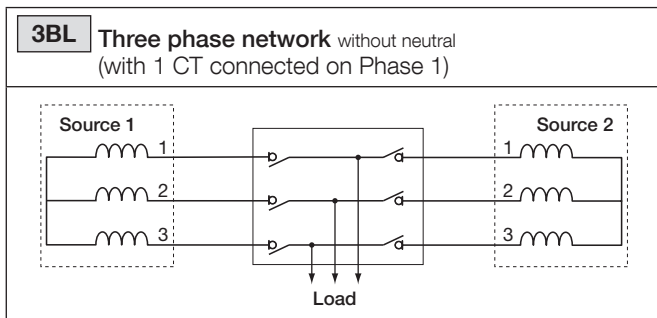 3BL Three phase network without neutral
(with 1 CT connected on Phase 1)
Source 1 Source 2
1 1
2 2
3 3
Load